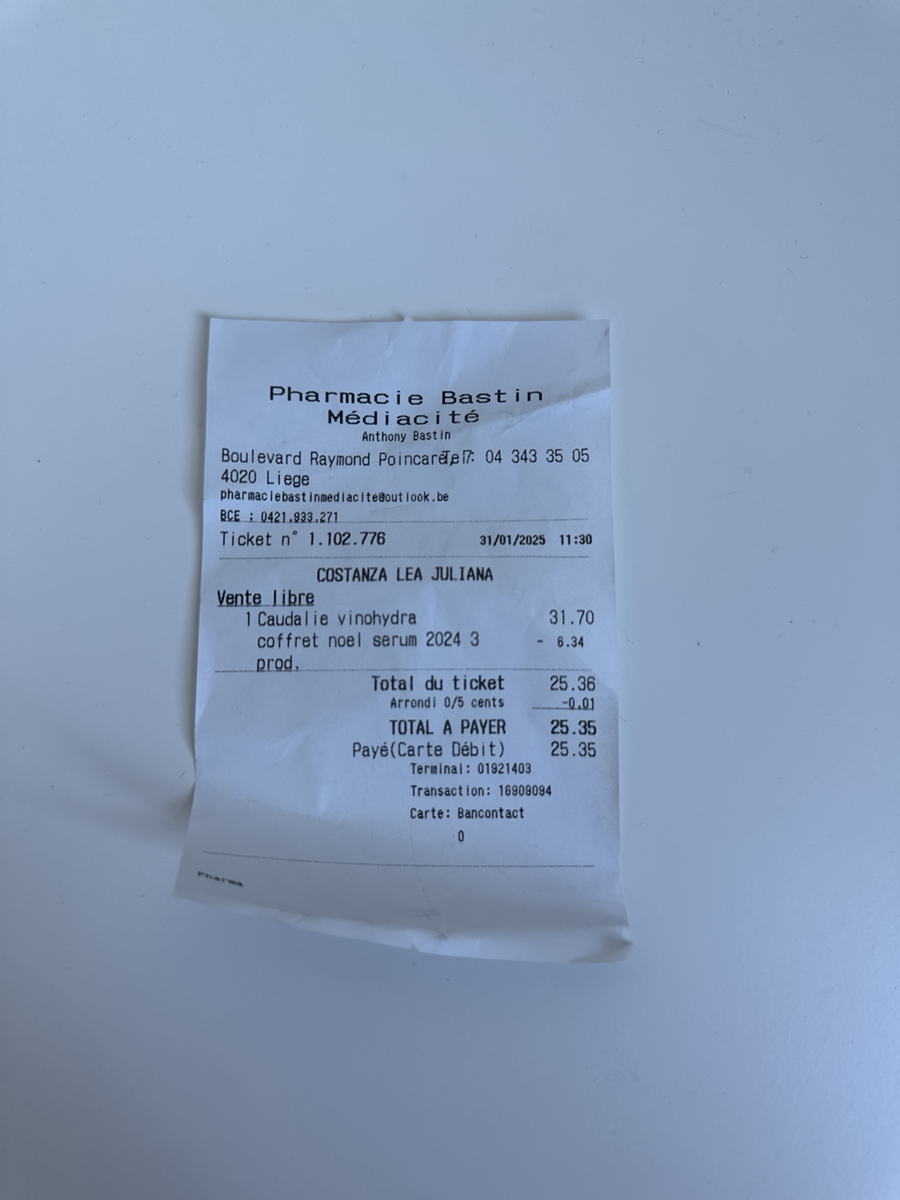 Pharmacie Bastin
Médiacité
Anthony Bastin
Boulevard Raymond Poincaré, 7 Tel: 04 343 35 05
4020 Liege
pharmaciebastinmediacite@outlook.be
BCE : 0421.933.271
Ticket n° 1.102.776 31/01/2025 11:30
COSTANZA LEA JULIANA
Vente libre
1 Caudalie vinohydra 31.70
coffret noel serum 2024 3 - 6.34
prod.
Total du ticket 25.36
Arrondi 0/5 cents -0.01
TOTAL A PAYER 25.35
Payé(Carte Débit) 25.35
Terminal: 01921403
Transaction: 16909094
Carte: Bancontact
0
Pharma